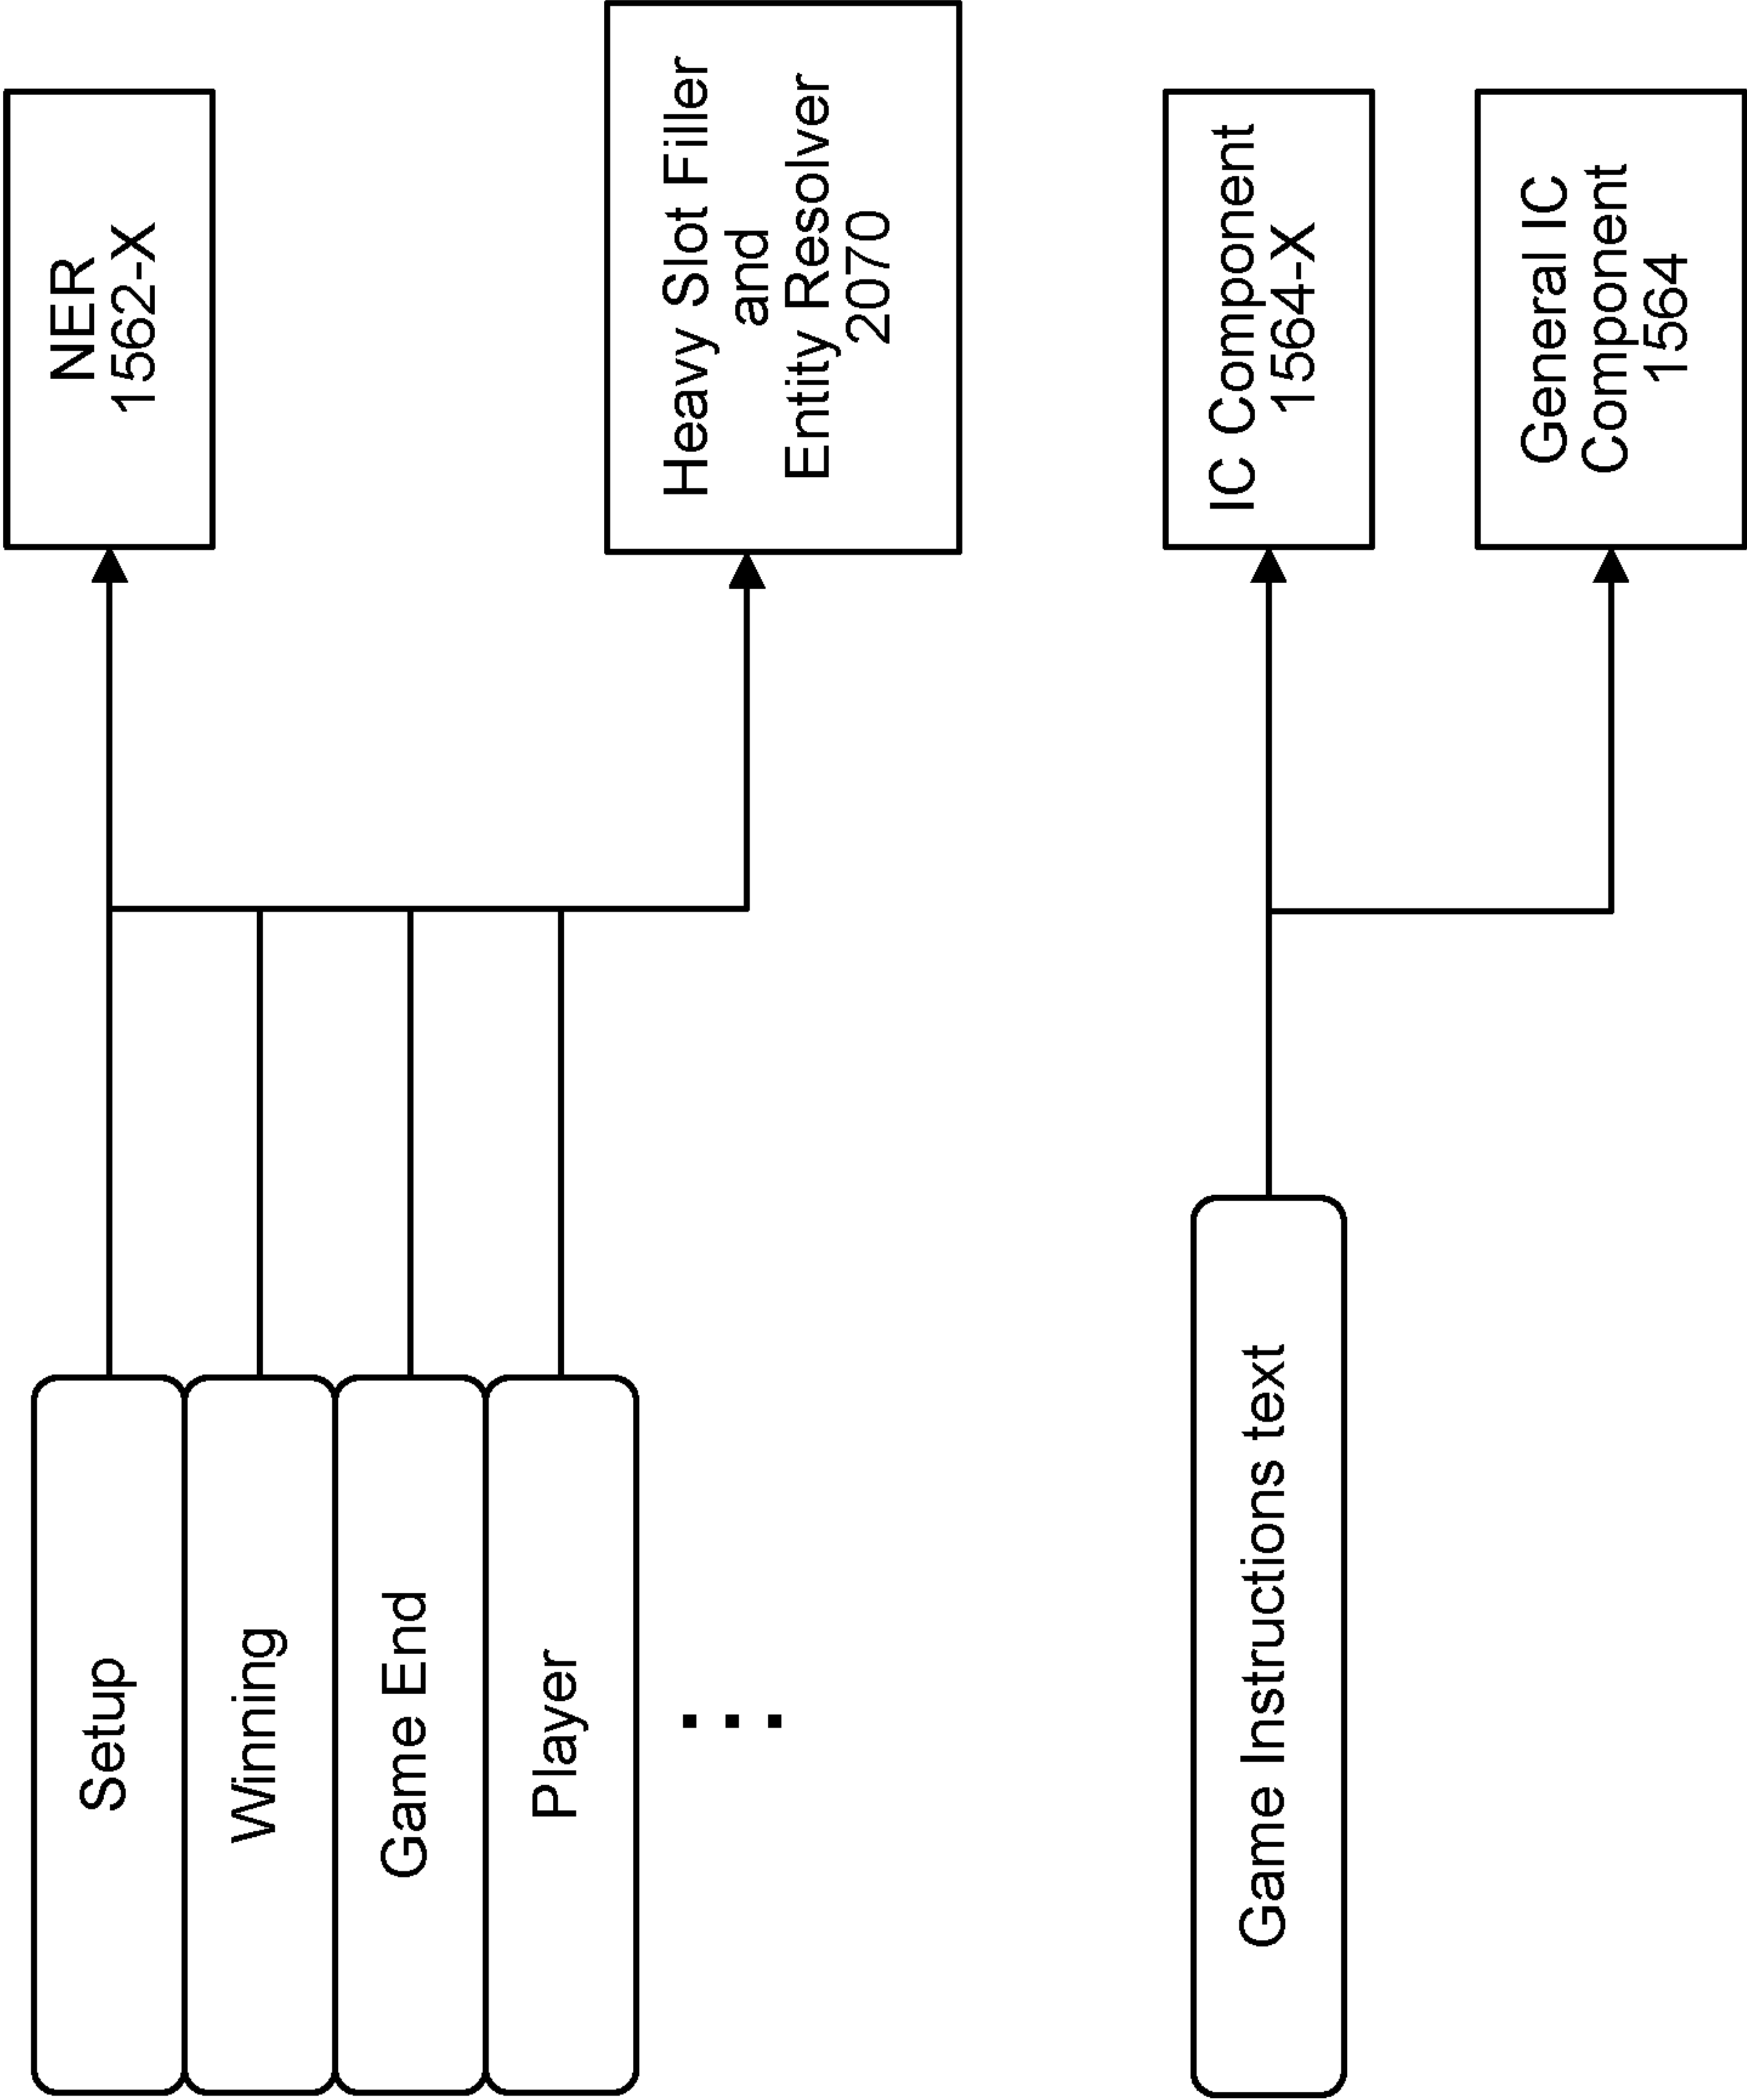 Setup
Winning
Game End
Player
NER
1562-x
Heavy Slot Filler
and
Entity Resolver
2070
Game Instructions text
IC Component
1564-X
General IC
Component
1564